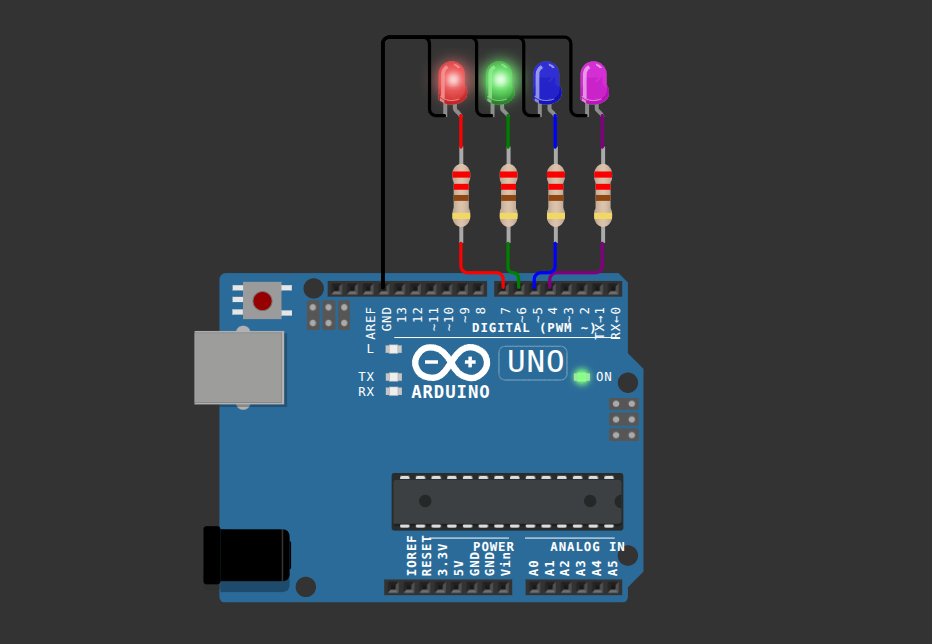 AREF
GND
13
12
~11
~10
~9
8
7
~6
~5
4
~3
2
TX→1
RX←0
DIGITAL (PWM ~)
L
TX
RX
UNO
ON
ARDUINO
IOREF
RESET
3.3V
5V
GND
GND
Vin
POWER
ANALOG IN
A0
A1
A2
A3
A4
A5